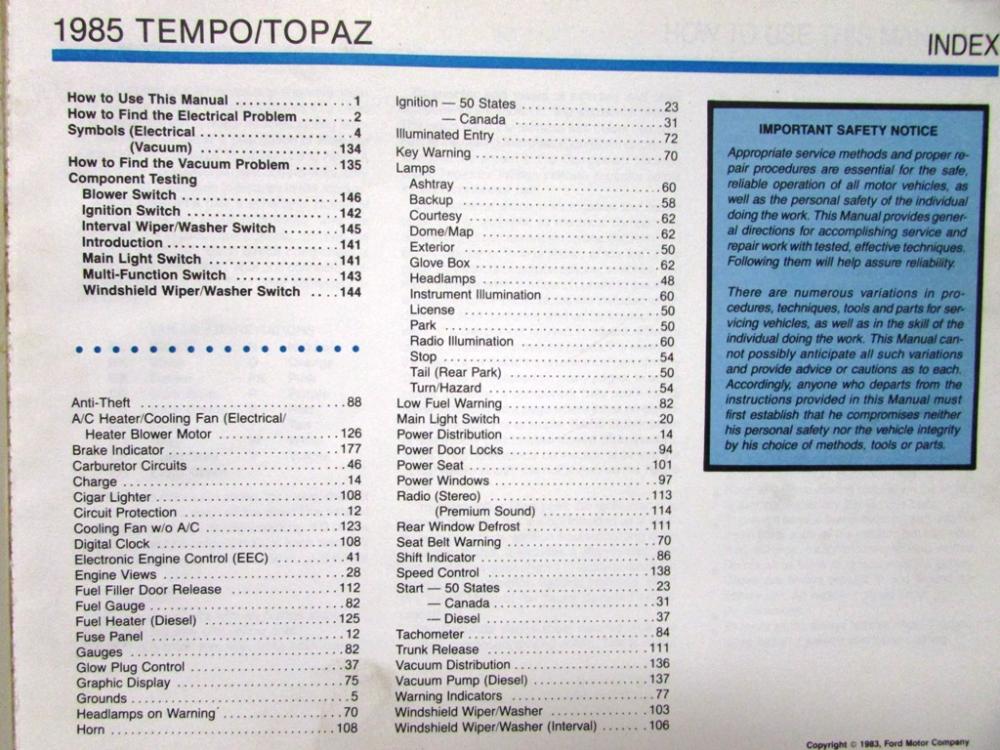 1985 TEMPO/TOPAZ
INDEX
How to Use This Manual ................1
How to Find the Electrical Problem .... ...2
Symbols (Electrical ....................4
(Vacuum) ....................134
How to Find the Vacuum Problem .......135
Component Testing
Blower Switch ......................146
Ignition Switch ......................142
Interval Wiper/Washer Switch ........145
Introduction ........................141
Main Light Switch ..................141
Multi-Function Switch ...............143
Windshield Wiper/Washer Switch ....144
Anti-Theft ............................88
A/C Heater/Cooling Fan (Electrical/
Heater Blower Motor ................126
Brake Indicator .......................177
Carburetor Circuits ....................46
Charge ..............................14
Cigar Lighter .........................108
Circuit Protection ......................12
Cooling Fan w/o A/C ..................123
Digital Clock .........................108
Electronic Engine Control (EEC) .........41
Engine Views .........................28
Fuel Filler Door Release ...............112
Fuel Gauge ...........................82
Fuel Heater (Diesel) ..................125
Fuse Panel ...........................12
Gauges ..............................82
Glow Plug Control .....................37
Graphic Display .......................75
Grounds ..............................5
Headlamps on Warning ................70
Horn ................................108
Ignition — 50 States ...................23
— Canada ....................31
Illuminated Entry ......................72
Key Warning .........................70
Lamps
Ashtray ............................60
Backup ............................58
Courtesy ...........................62
Dome/Map .........................62
Exterior ............................50
Glove Box .........................62
Headlamps .........................48
Instrument Illumination ...............60
License ............................50
Park ..............................50
Radio Illumination ...................60
Stop ..............................54
Tail (Rear Park) .....................50
Turn/Hazard ........................54
Low Fuel Warning .....................82
Main Light Switch .....................20
Power Distribution .....................14
Power Door Locks .....................94
Power Seat ..........................101
Power Windows ......................97
Radio (Stereo) .......................113
(Premium Sound) ...............114
Rear Window Defrost ..................111
Seat Belt Warning .....................70
Shift Indicator ........................86
Speed Control .......................138
Start — 50 States .....................23
— Canada .......................31
— Diesel ........................37
Tachometer ..........................84
Trunk Release .......................111
Vacuum Distribution ..................136
Vacuum Pump (Diesel) ................137
Warning Indicators ....................77
Windshield Wiper/Washer .............103
Windshield Wiper/Washer (Interval) .....106
IMPORTANT SAFETY NOTICE
Appropriate service methods and proper re-
pair procedures are essential for the safe,
reliable operation of all motor vehicles, as
well as the personal safety of the individual
doing the work. This Manual provides gener-
al directions for accomplishing service and
repair work with tested, effective techniques.
Following them will help assure reliability.
There are numerous variations in pro-
cedures, techniques, tools and parts for ser-
vicing vehicles, as well as in the skill of the
individual doing the work. This Manual can-
not possibly anticipate all such variations
and provide advice or cautions as to each.
Accordingly, anyone who departs from the
instructions provided in this Manual must
first establish that he compromises neither
his personal safety nor the vehicle integrity
by his choice of methods, tools or parts.
Copyright © 1983, Ford Motor Company